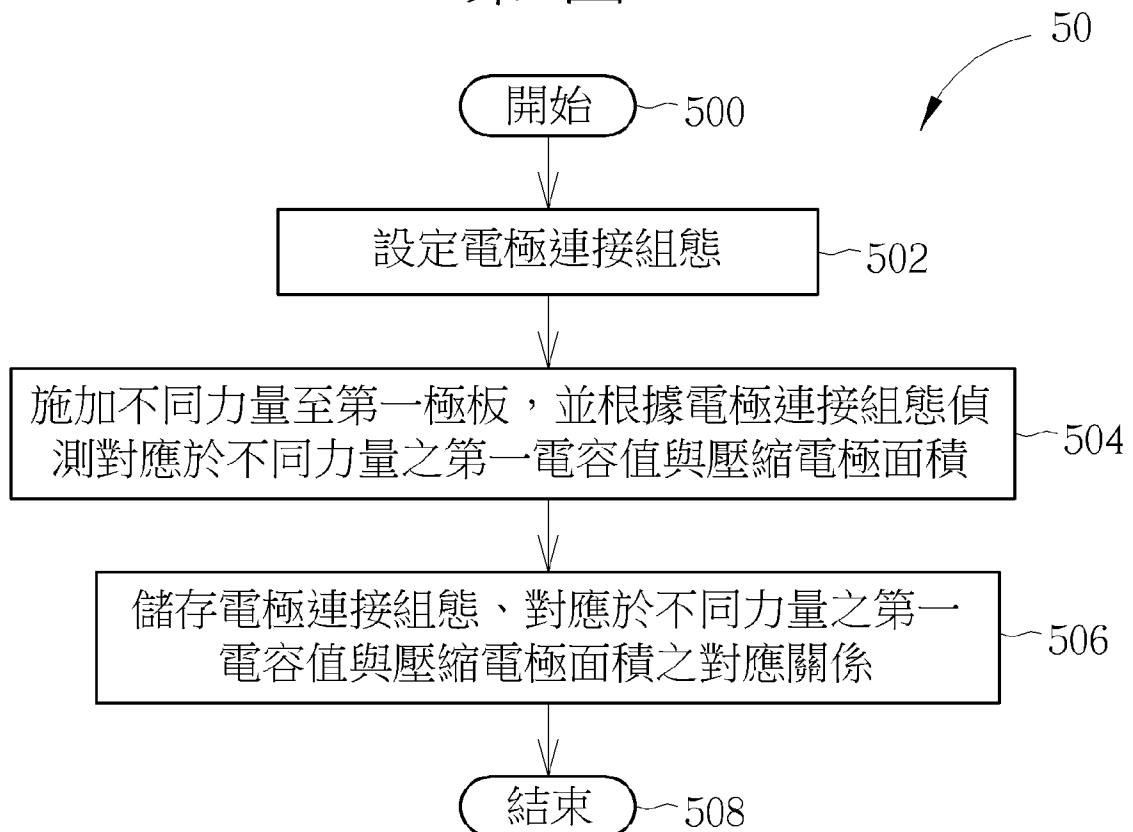 50
開始
500
設定電極連接組態
502
施加不同力量至第一極板，並根據電極連接組態偵
測對應於不同力量之第一電容值與壓縮電極面積
504
儲存電極連接組態、對應於不同力量之第一
電容值與壓縮電極面積之對應關係
506
結束
508